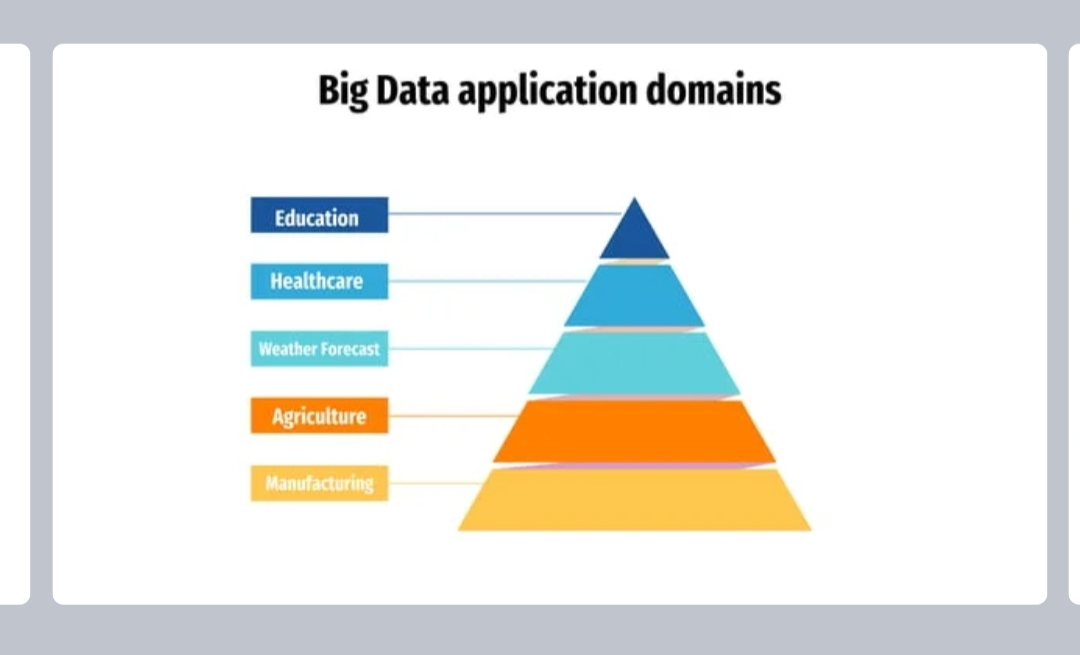 Big Data application domains
Education
Healthcare
Weather Forecast
Agriculture
Manufacturing